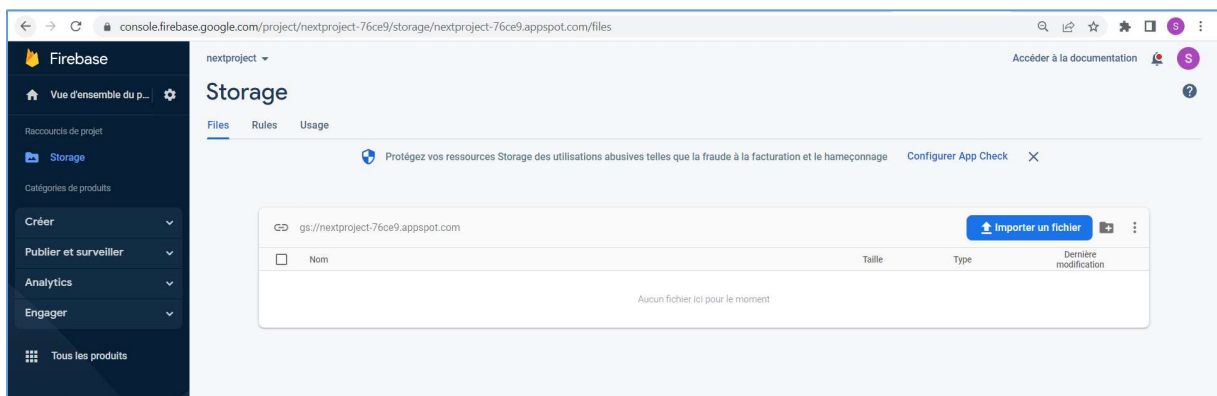 console.firebase.google.com/project/nextproject-76ce9/storage/nextproject-76ce9.appspot.com/files
S
Firebase
nextproject
Accéder à la documentation
S
Vue d'ensemble du p...
Storage
?
Raccourcis de projet
Files Rules Usage
Storage
Protégez vos ressources Storage des utilisations abusives telles que la fraude à la facturation et le hameçonnage Configurer App Check
Catégories de produits
Créer
gs://nextproject-76ce9.appspot.com
Importer un fichier
Publier et surveiller
Nom Taille Type Dernière
modification
Analytics
Aucun fichier ici pour le moment
Engager
Tous les produits